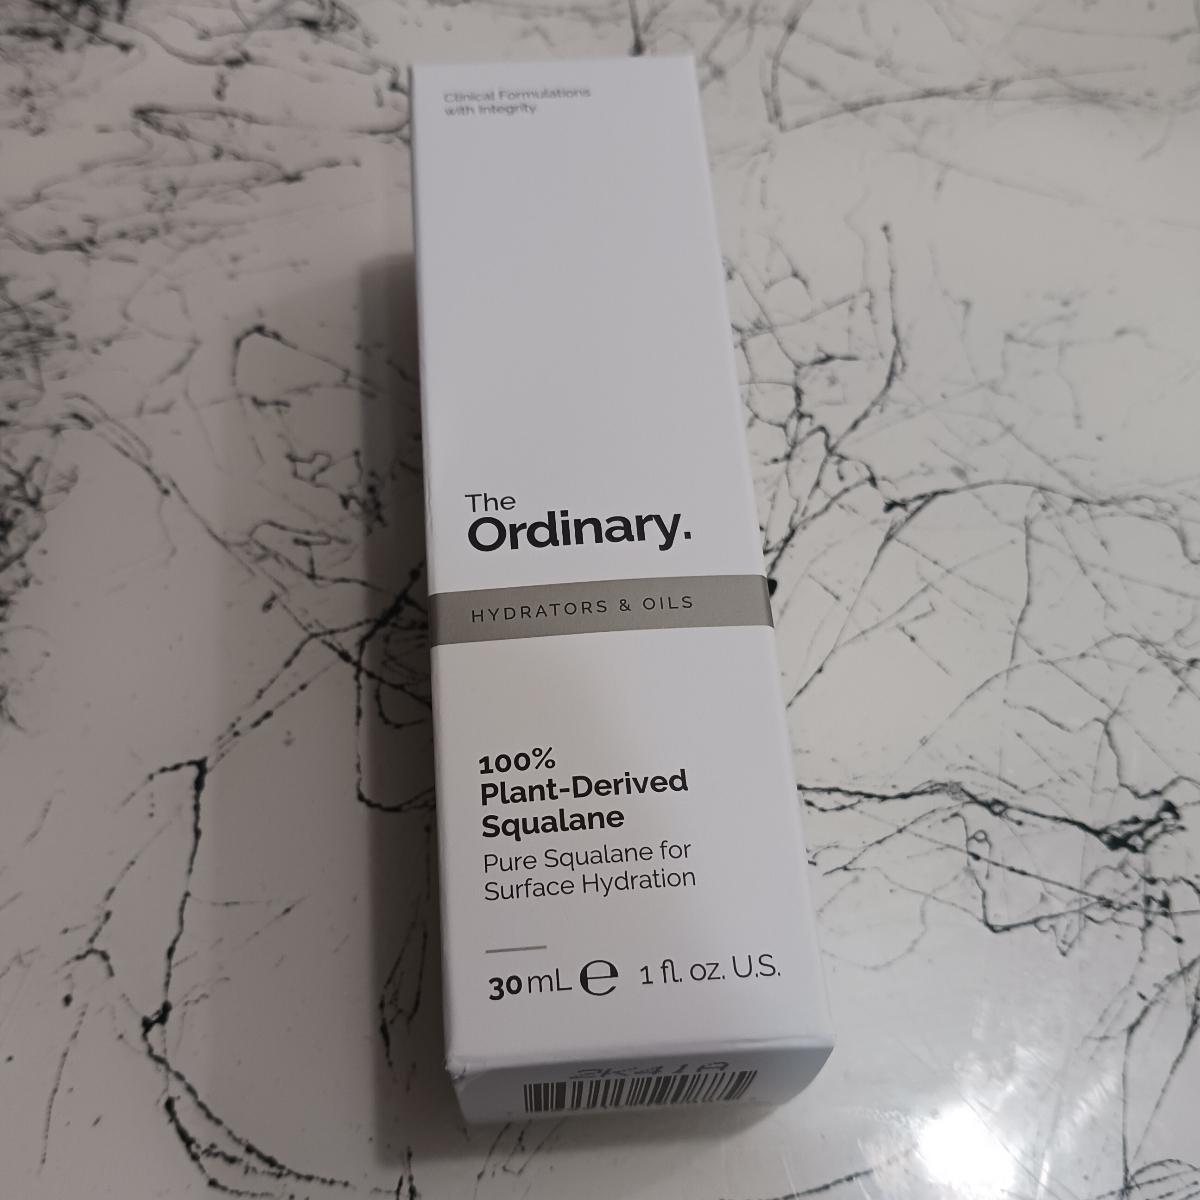 Clinical Formulations
with Integrity
The
Ordinary.
HYDRATORS & OILS
100%
Plant-Derived
Squalane
Pure Squalane for
Surface Hydration
30 mL ℮ 1 fl. oz. U.S.